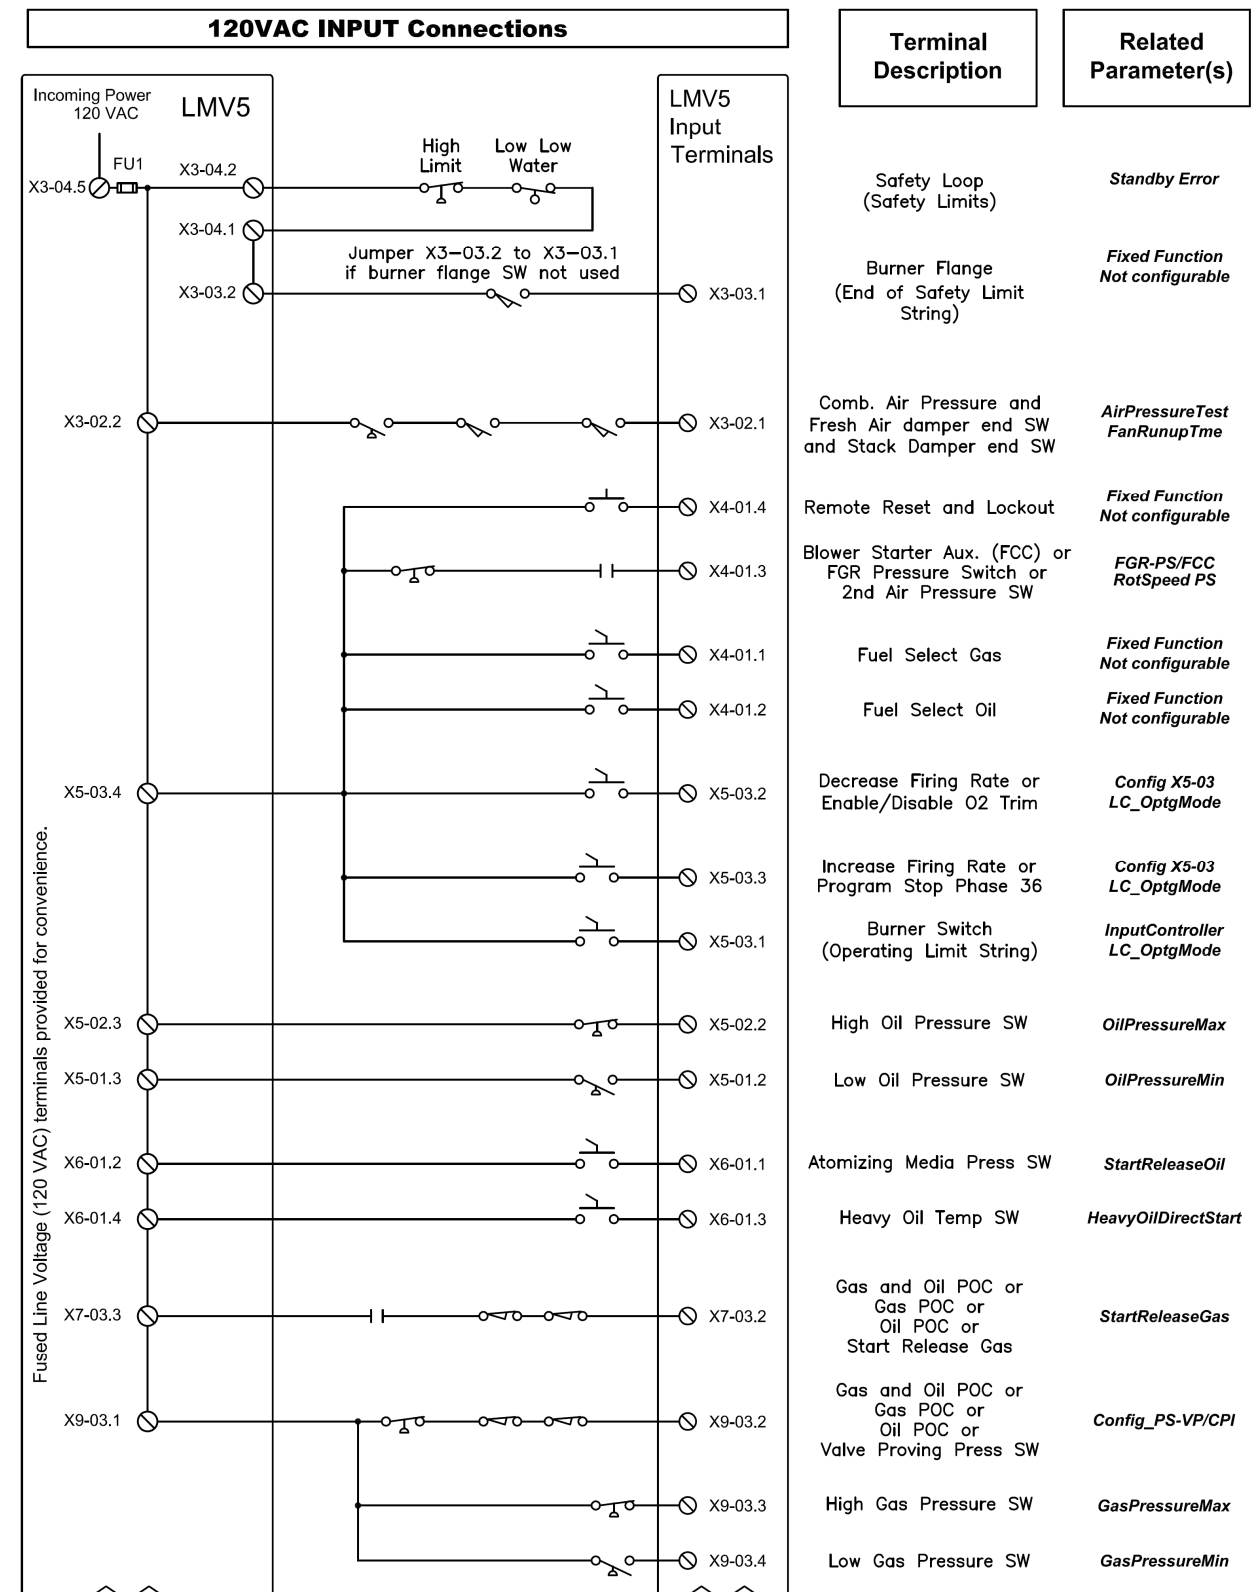 120VAC INPUT Connections
Terminal
Description
Related
Parameter(s)
Incoming Power
120 VAC
LMV5
LMV5
Input
Terminals
FU1
X3-04.5
X3-04.2
High
Limit
Low Low
Water
Safety Loop
(Safety Limits)
Standby Error
X3-04.1
Jumper X3-03.2 to X3-03.1
if burner flange SW not used
X3-03.2
X3-03.1
Burner Flange
(End of Safety Limit
String)
Fixed Function
Not configurable
X3-02.2
X3-02.1
Comb. Air Pressure and
Fresh Air damper end SW
and Stack Damper end SW
AirPressureTest
FanRunupTme
X4-01.4
Remote Reset and Lockout
Fixed Function
Not configurable
X4-01.3
Blower Starter Aux. (FCC) or
FGR Pressure Switch or
2nd Air Pressure SW
FGR-PS/FCC
RotSpeed PS
X4-01.1
Fuel Select Gas
Fixed Function
Not configurable
X4-01.2
Fuel Select Oil
Fixed Function
Not configurable
X5-03.4
X5-03.2
Decrease Firing Rate or
Enable/Disable O2 Trim
Config X5-03
LC_OptgMode
X5-03.3
Increase Firing Rate or
Program Stop Phase 36
Config X5-03
LC_OptgMode
X5-03.1
Burner Switch
(Operating Limit String)
InputController
LC_OptgMode
Fused Line Voltage (120 VAC) terminals provided for convenience.
X5-02.3
X5-02.2
High Oil Pressure SW
OilPressureMax
X5-01.3
X5-01.2
Low Oil Pressure SW
OilPressureMin
X6-01.2
X6-01.1
Atomizing Media Press SW
StartReleaseOil
X6-01.4
X6-01.3
Heavy Oil Temp SW
HeavyOilDirectStart
X7-03.3
X7-03.2
Gas and Oil POC or
Gas POC or
Oil POC or
Start Release Gas
StartReleaseGas
X9-03.1
X9-03.2
Gas and Oil POC or
Gas POC or
Oil POC or
Valve Proving Press SW
Config_PS-VP/CPI
X9-03.3
High Gas Pressure SW
GasPressureMax
X9-03.4
Low Gas Pressure SW
GasPressureMin